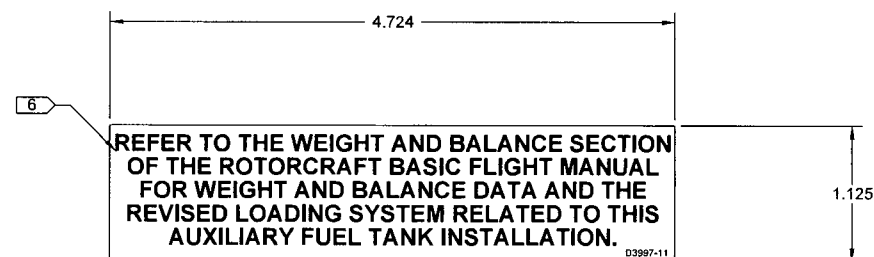 4.724
6
REFER TO THE WEIGHT AND BALANCE SECTION
OF THE ROTORCRAFT BASIC FLIGHT MANUAL
FOR WEIGHT AND BALANCE DATA AND THE
REVISED LOADING SYSTEM RELATED TO THIS
AUXILIARY FUEL TANK INSTALLATION.
1.125
D3997-11